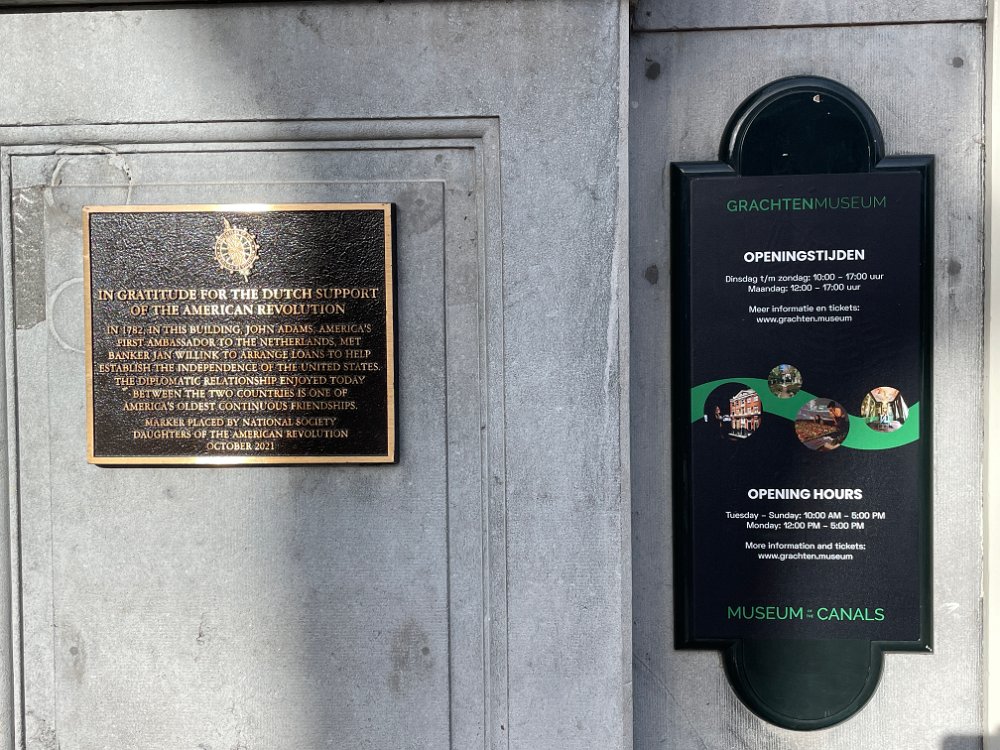 IN GRATITUDE FOR THE DUTCH SUPPORT
OF THE AMERICAN REVOLUTION
IN 1782, IN THIS BUILDING, JOHN ADAMS, AMERICA'S
FIRST AMBASSADOR TO THE NETHERLANDS, MET
BANKER JAN WILLINK TO ARRANGE LOANS TO HELP
ESTABLISH THE INDEPENDENCE OF THE UNITED STATES.
THE DIPLOMATIC RELATIONSHIP ENJOYED TODAY
BETWEEN THE TWO COUNTRIES IS ONE OF
AMERICA'S OLDEST CONTINUOUS FRIENDSHIPS.
MARKER PLACED BY NATIONAL SOCIETY
DAUGHTERS OF THE AMERICAN REVOLUTION
OCTOBER 2021
GRACHTENMUSEUM
OPENINGSTIJDEN
Dinsdag t/m zondag: 10:00 – 17:00 uur
Maandag: 12:00 – 17:00 uur
Meer informatie en tickets:
www.grachten.museum
OPENING HOURS
Tuesday – Sunday: 10:00 AM – 5:00 PM
Monday: 12:00 PM – 5:00 PM
More information and tickets:
www.grachten.museum
MUSEUM OF THE CANALS